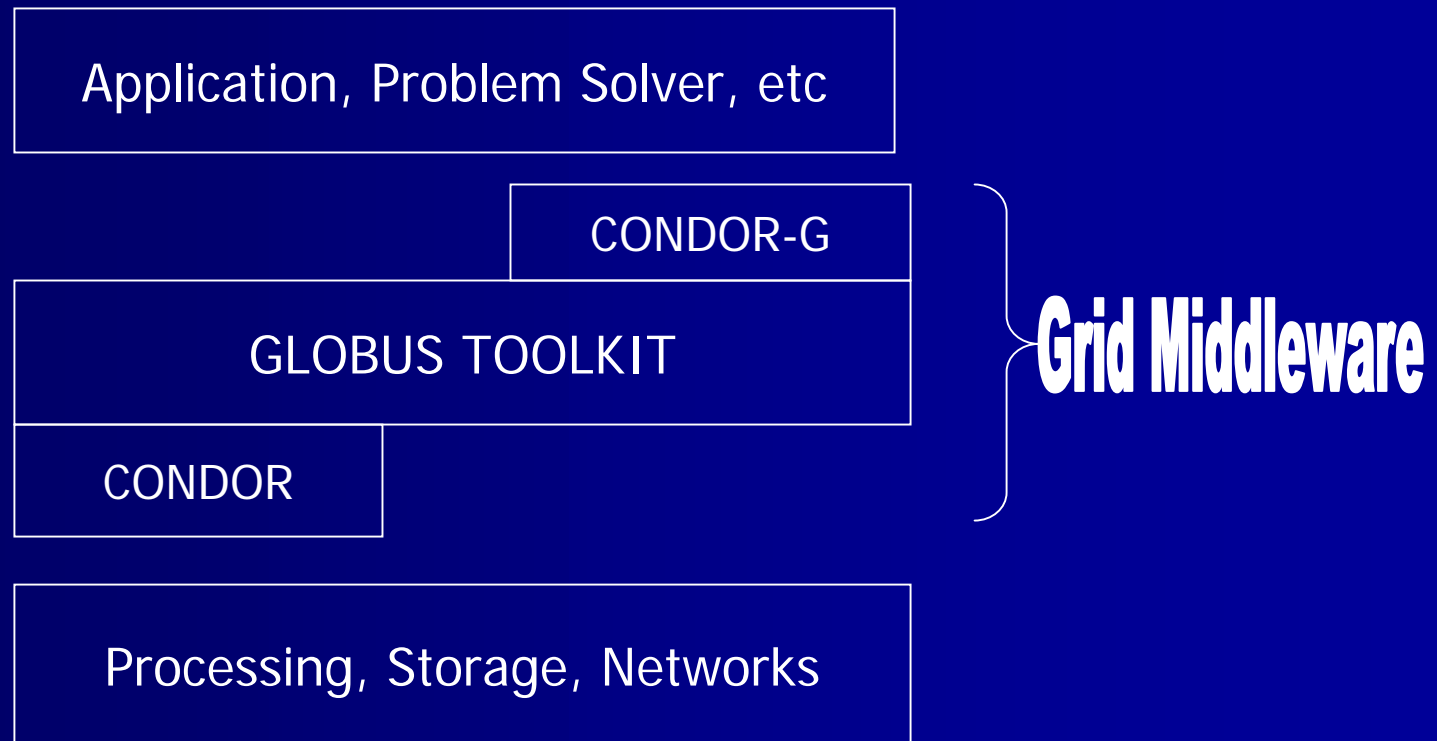 Application, Problem Solver, etc
CONDOR-G
GLOBUS TOOLKIT
Grid Middleware
CONDOR
Processing, Storage, Networks